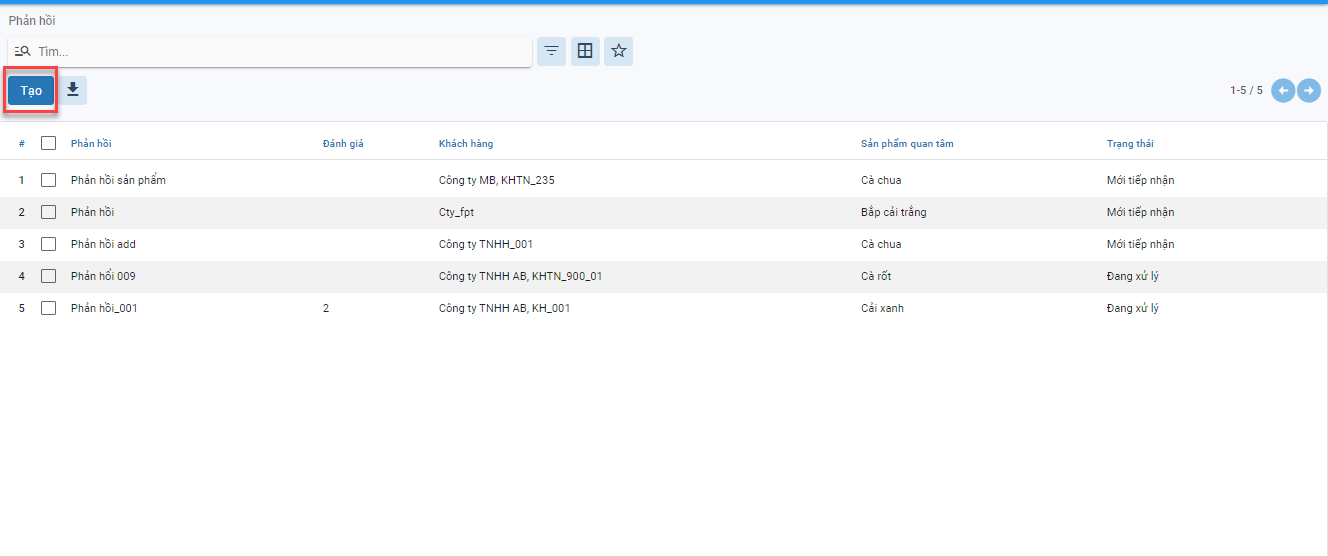 Phản hồi
Tìm...
Tạo
1-5 / 5
# Phản hồi Đánh giá Khách hàng Sản phẩm quan tâm Trạng thái
1 Phản hồi sản phẩm Công ty MB, KHTN_235 Cà chua Mới tiếp nhận
2 Phản hồi Cty_fpt Bắp cải trắng Mới tiếp nhận
3 Phản hồi add Công ty TNHH_001 Cà chua Mới tiếp nhận
4 Phản hổi 009 Công ty TNHH AB, KHTN_900_01 Cà rốt Đang xử lý
5 Phản hồi_001 2 Công ty TNHH AB, KH_001 Cải xanh Đang xử lý